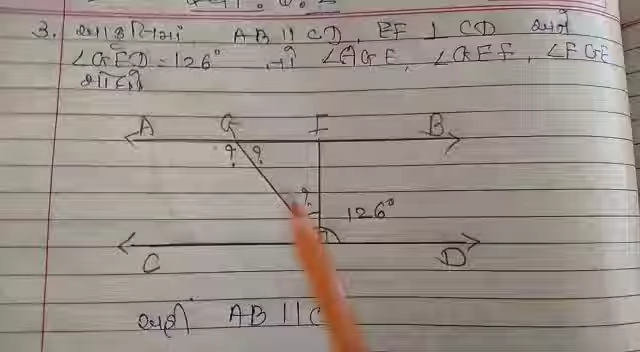 3. આકૃતિમાં AB || CD, EF ⊥ CD અને
∠GED = 126° તો ∠AGE, ∠GEF, ∠FGE
શોધો
A G F B
? ?
?
126°
C D
અહીં AB || C